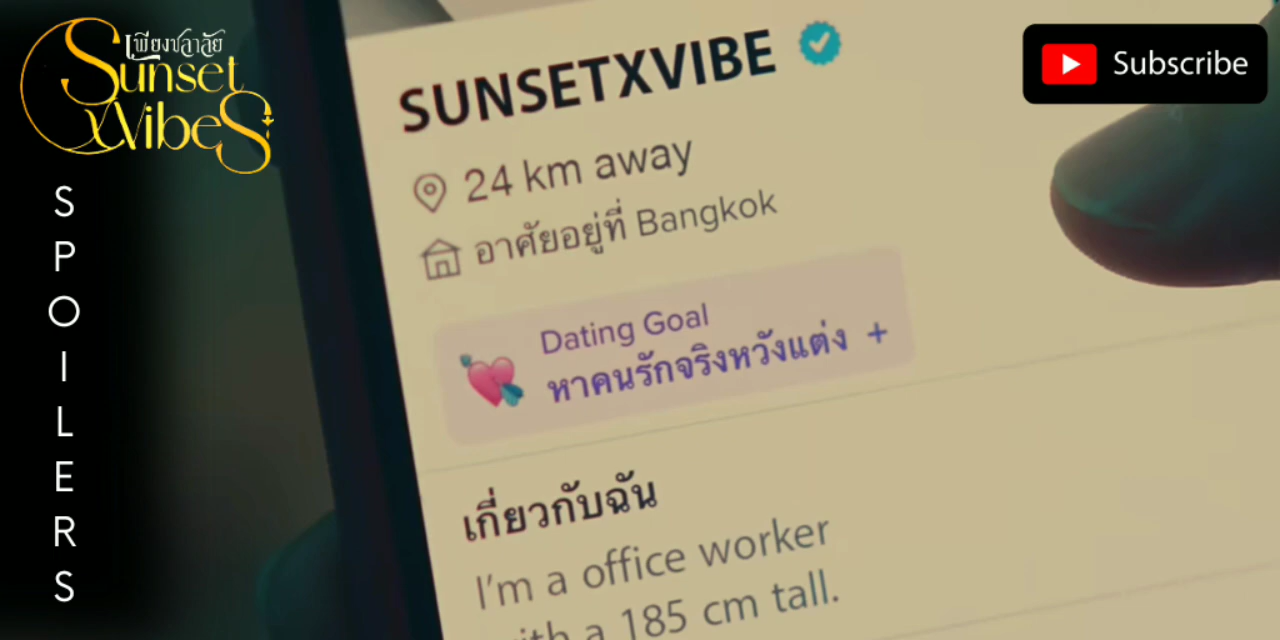 เพียงชลาลัย
Sunset
xVibes
SPOILERS
Subscribe
SUNSETXVIBE
24 km away
อาศัยอยู่ที่ Bangkok
Dating Goal
หาคนรักจริงหวังแต่ง +
เกี่ยวกับฉัน
I'm a office worker
with a 185 cm tall.